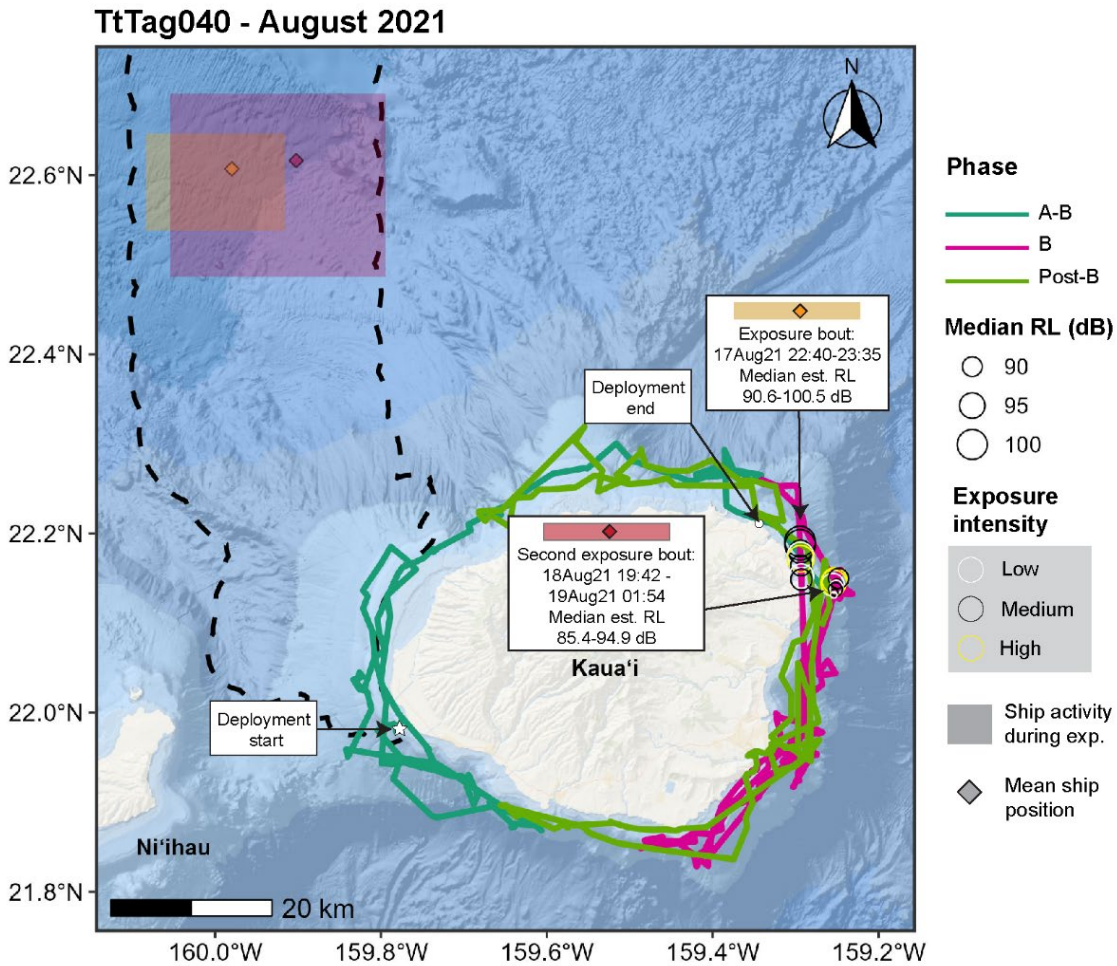 TtTag040 - August 2021
N
22.6°N
22.4°N
22.2°N
22.0°N
21.8°N
160.0°W
159.8°W
159.6°W
159.4°W
159.2°W
Exposure bout:
17Aug21 22:40-23:35
Median est. RL
90.6-100.5 dB
Deployment
end
Second exposure bout:
18Aug21 19:42 -
19Aug21 01:54
Median est. RL
85.4-94.9 dB
Kauaʻi
Deployment
start
Niʻihau
20 km
Phase
A-B
B
Post-B
Median RL (dB)
90
95
100
Exposure
intensity
Low
Medium
High
Ship activity
during exp.
Mean ship
position